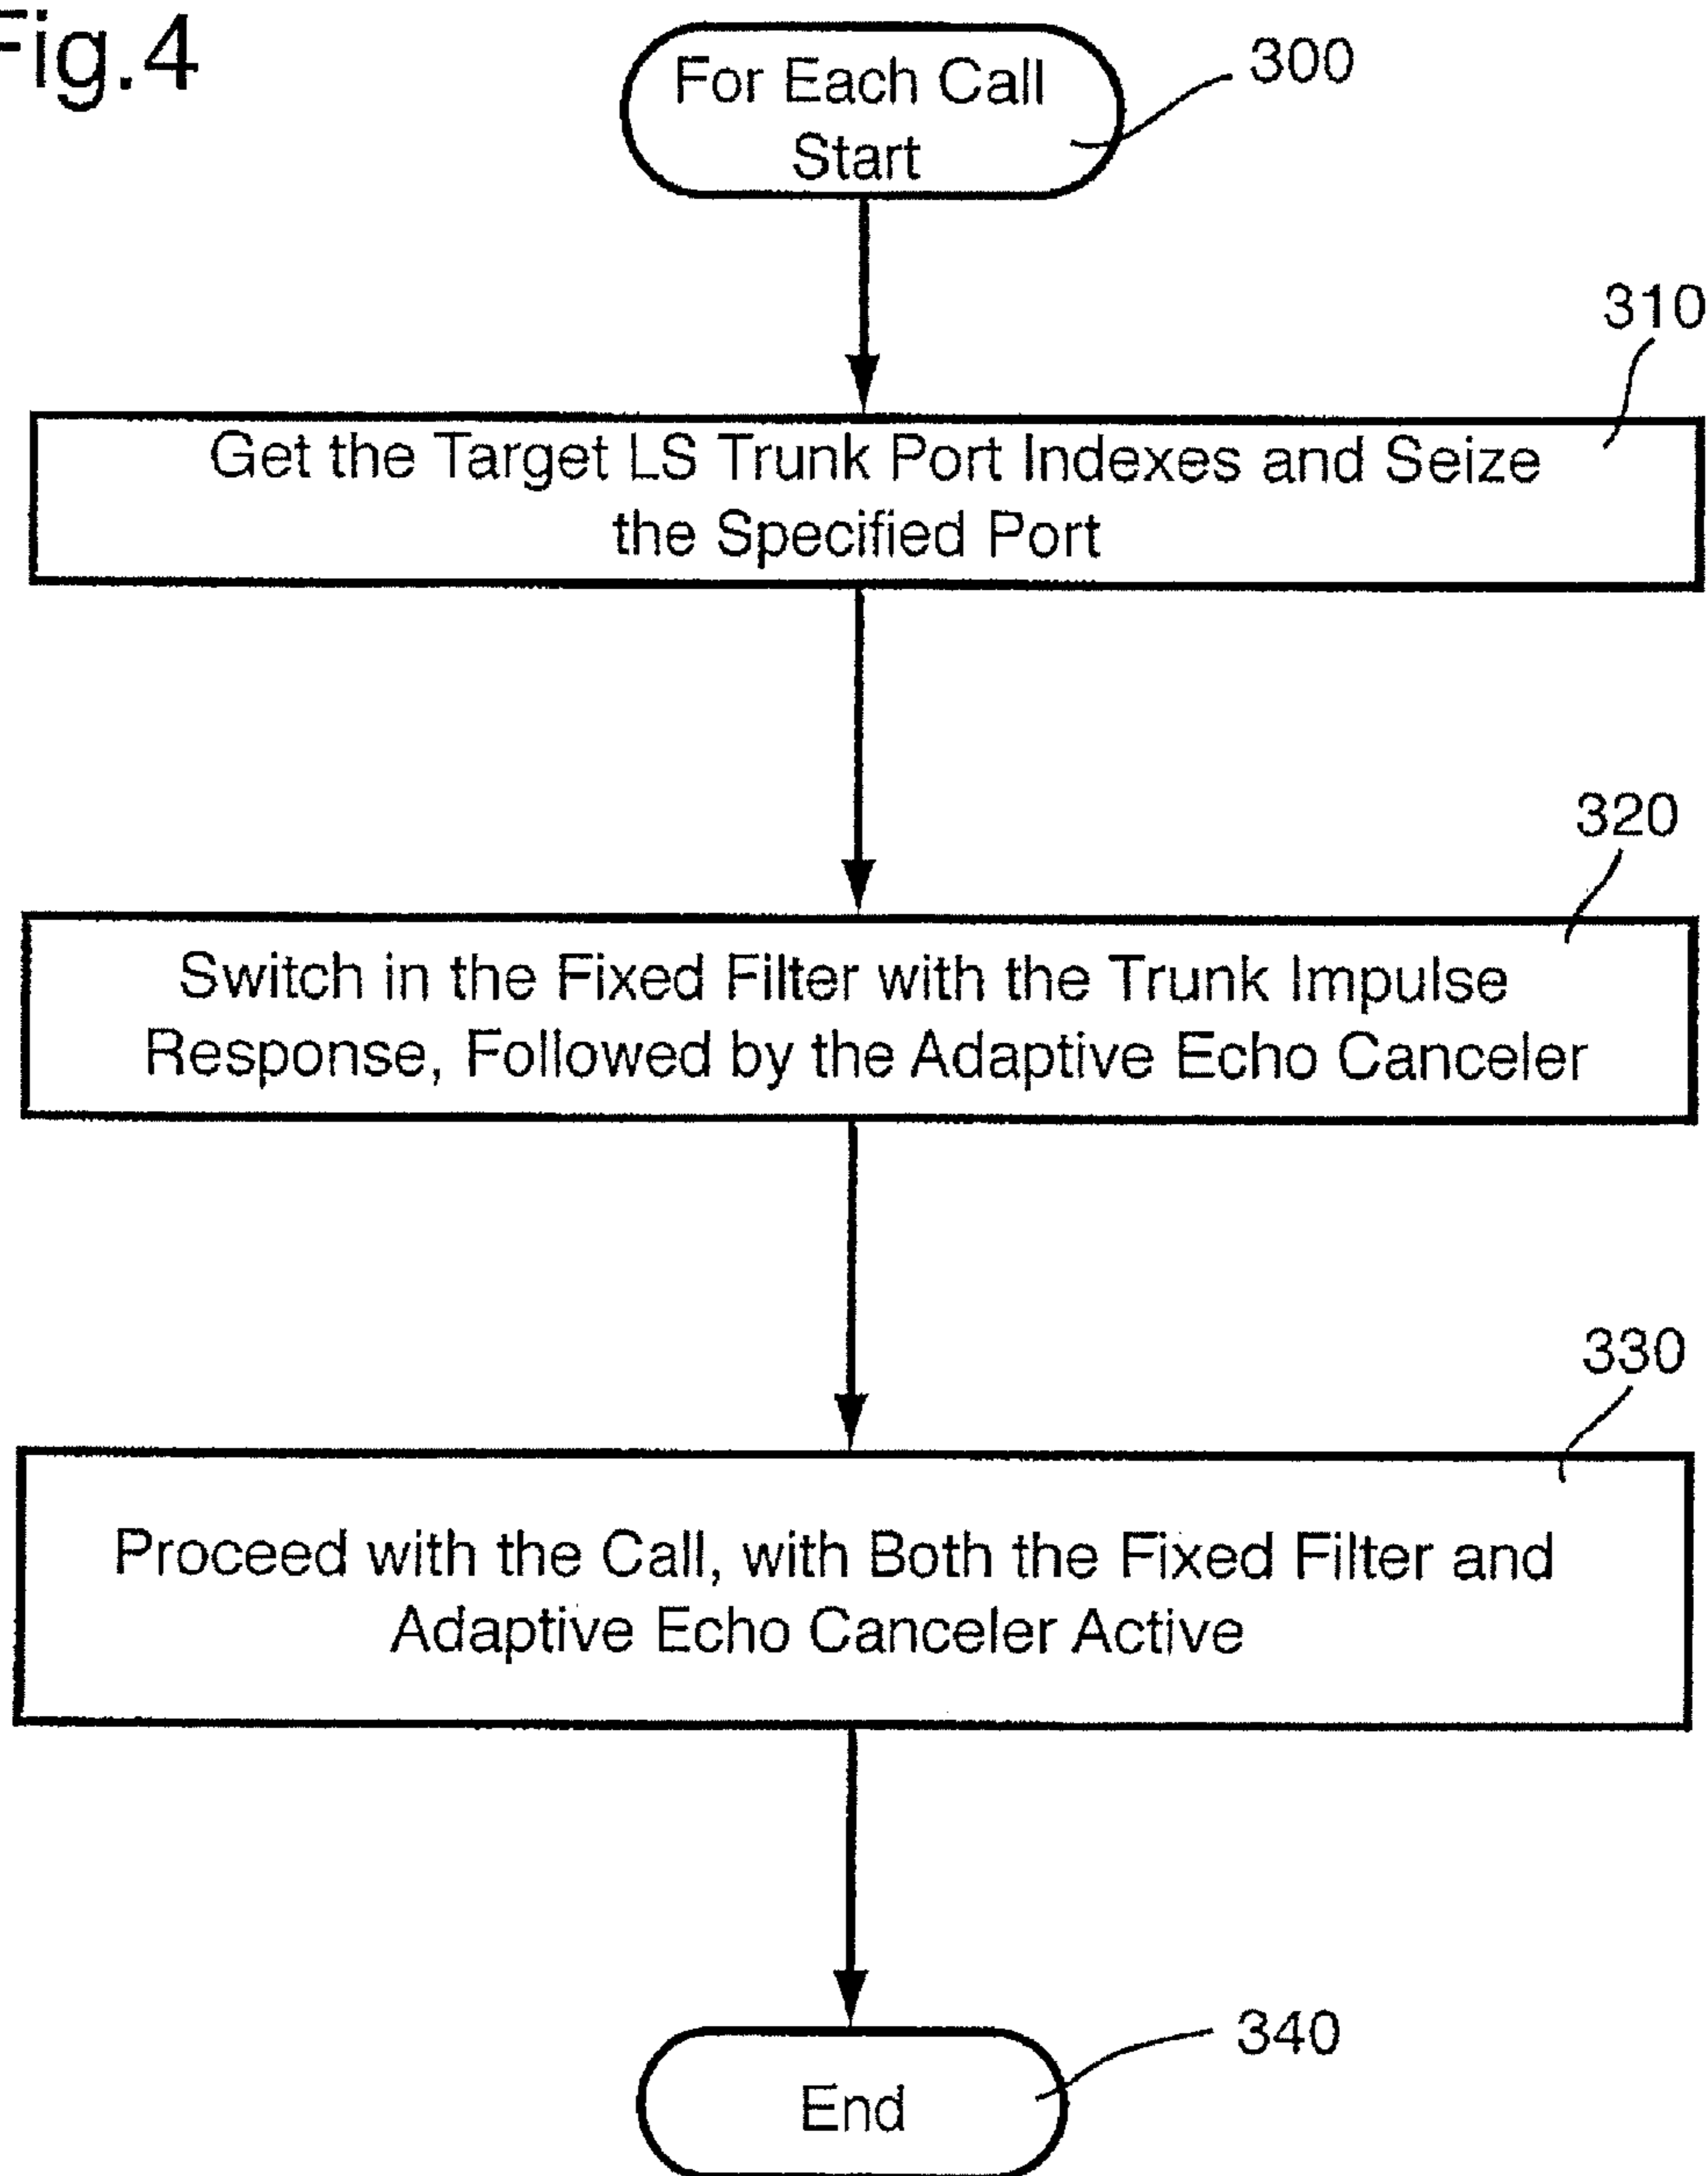 Fig.4
For Each Call
Start
300
310
Get the Target LS Trunk Port Indexes and Seize
the Specified Port
320
Switch in the Fixed Filter with the Trunk Impulse
Response, Followed by the Adaptive Echo Canceler
330
Proceed with the Call, with Both the Fixed Filter and
Adaptive Echo Canceler Active
340
End